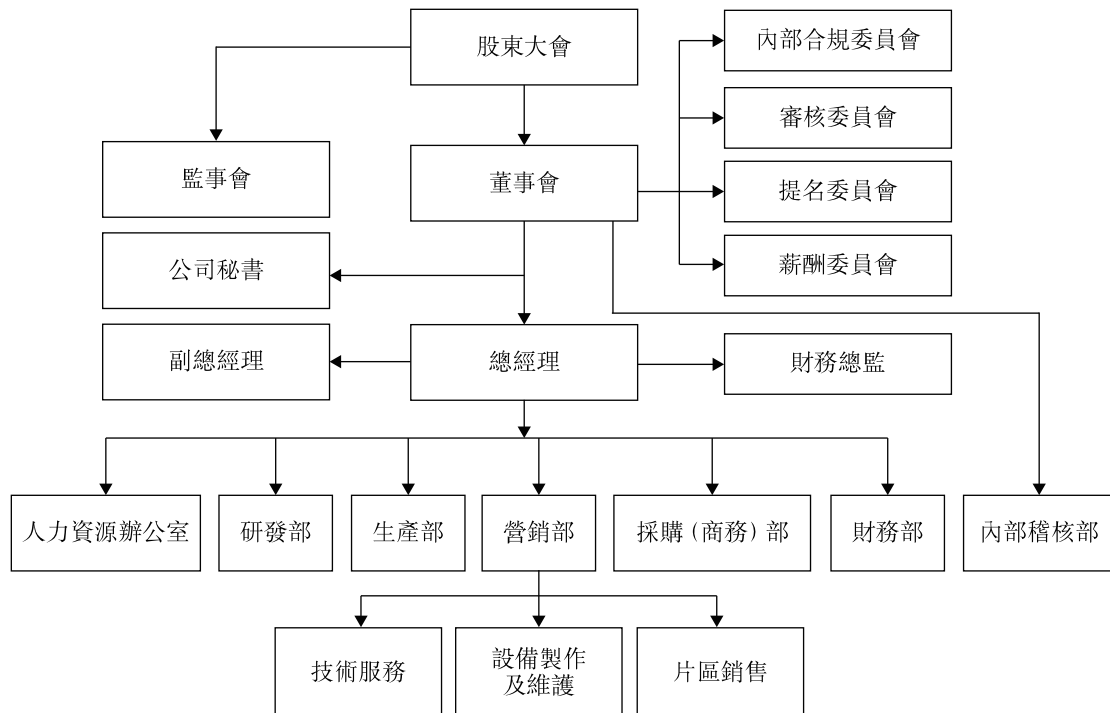 股東大會
內部合規委員會
審核委員會
監事會
董事會
提名委員會
公司秘書
薪酬委員會
副總經理
總經理
財務總監
人力資源辦公室
研發部
生產部
營銷部
採購（商務）部
財務部
內部稽核部
技術服務
設備製作
及維護
片區銷售